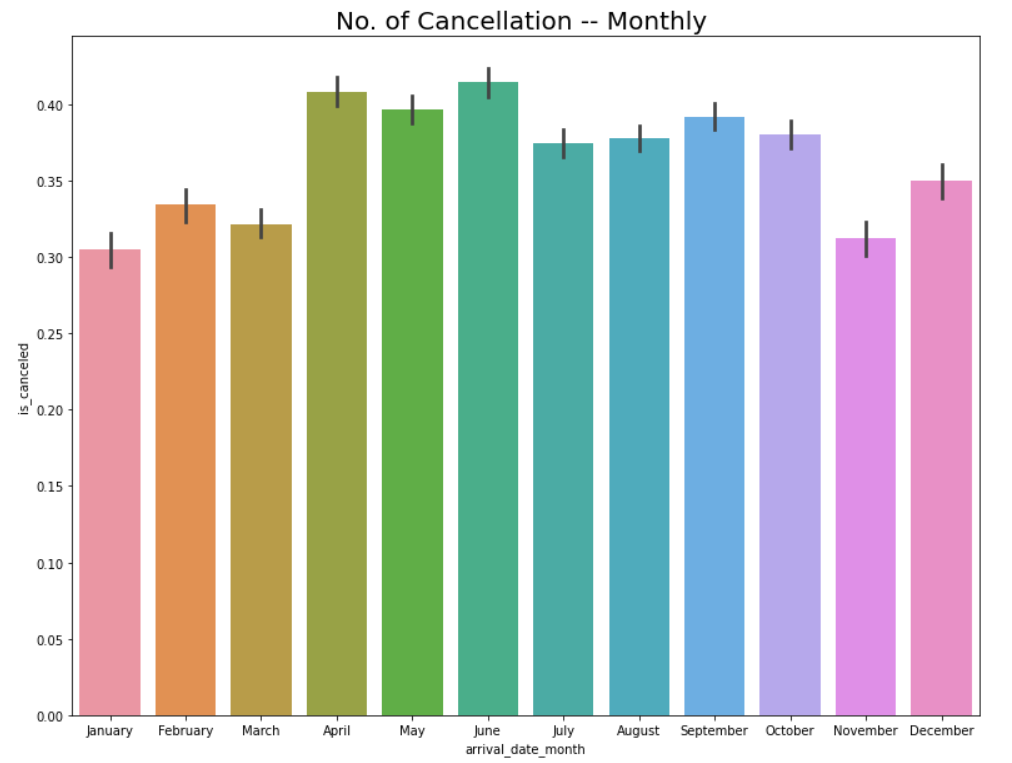 No. of Cancellation -- Monthly
is_canceled
0.40
0.35
0.30
0.25
0.20
0.15
0.10
0.05
0.00
January February March April May June July August September October November December
arrival_date_month